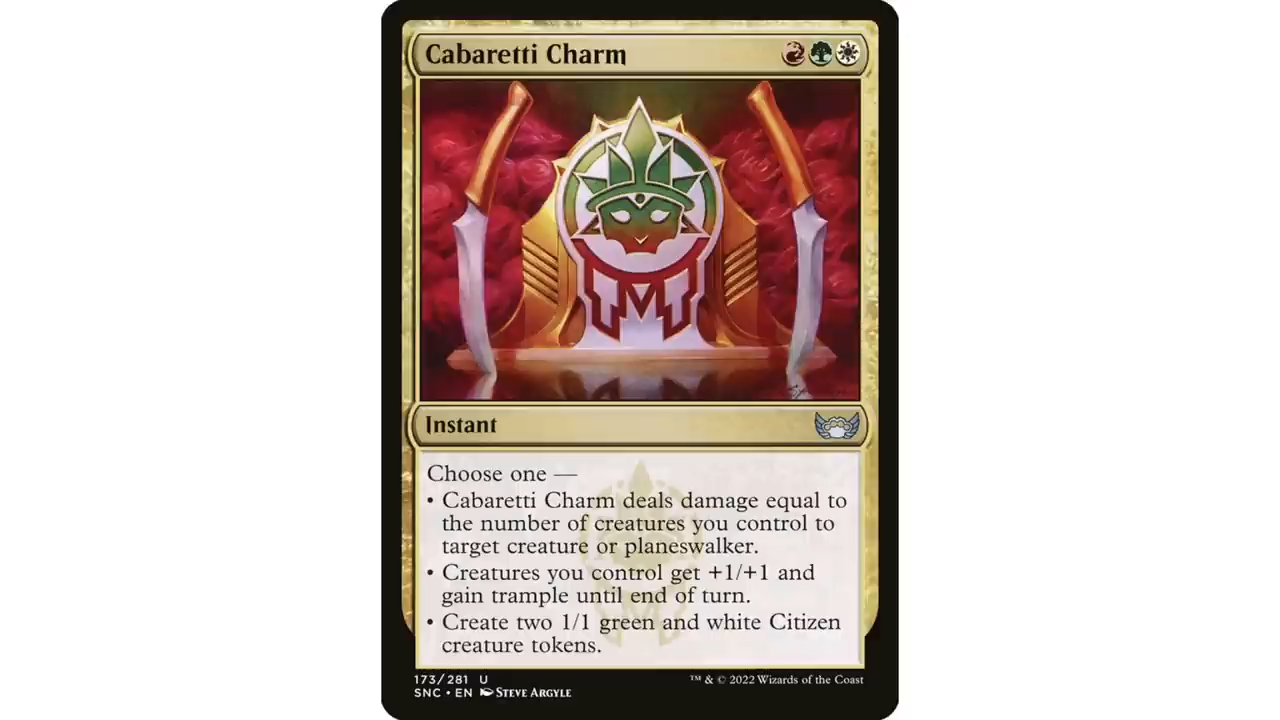 Cabaretti Charm
Instant
Choose one —
• Cabaretti Charm deals damage equal to
the number of creatures you control to
target creature or planeswalker.
• Creatures you control get +1/+1 and
gain trample until end of turn.
• Create two 1/1 green and white Citizen
creature tokens.
173/281 U
SNC • EN Steve Argyle
™ & © 2022 Wizards of the Coast